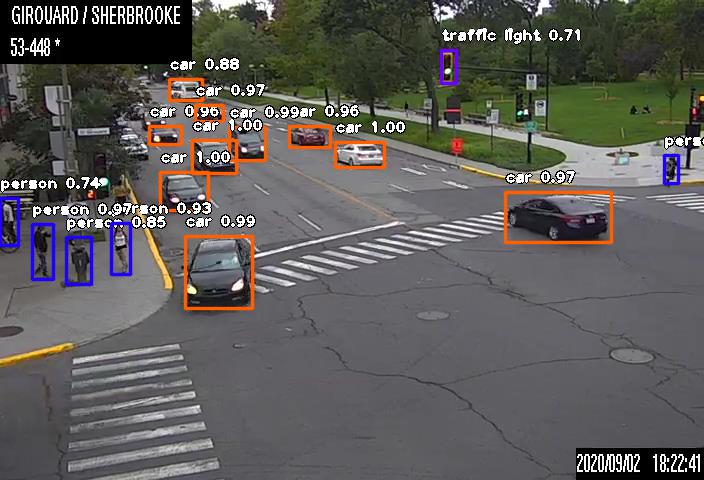 GIROUARD / SHERBROOKE
53-448 *
traffic light 0.71
car 0.88
car 0.97
car 0.96
car 0.99
car 0.96
car 1.00
car 1.00
car 1.00
car 0.97
person 0.74
person 0.97
person 0.93
person 0.85
car 0.99
2020/09/02 18:22:41